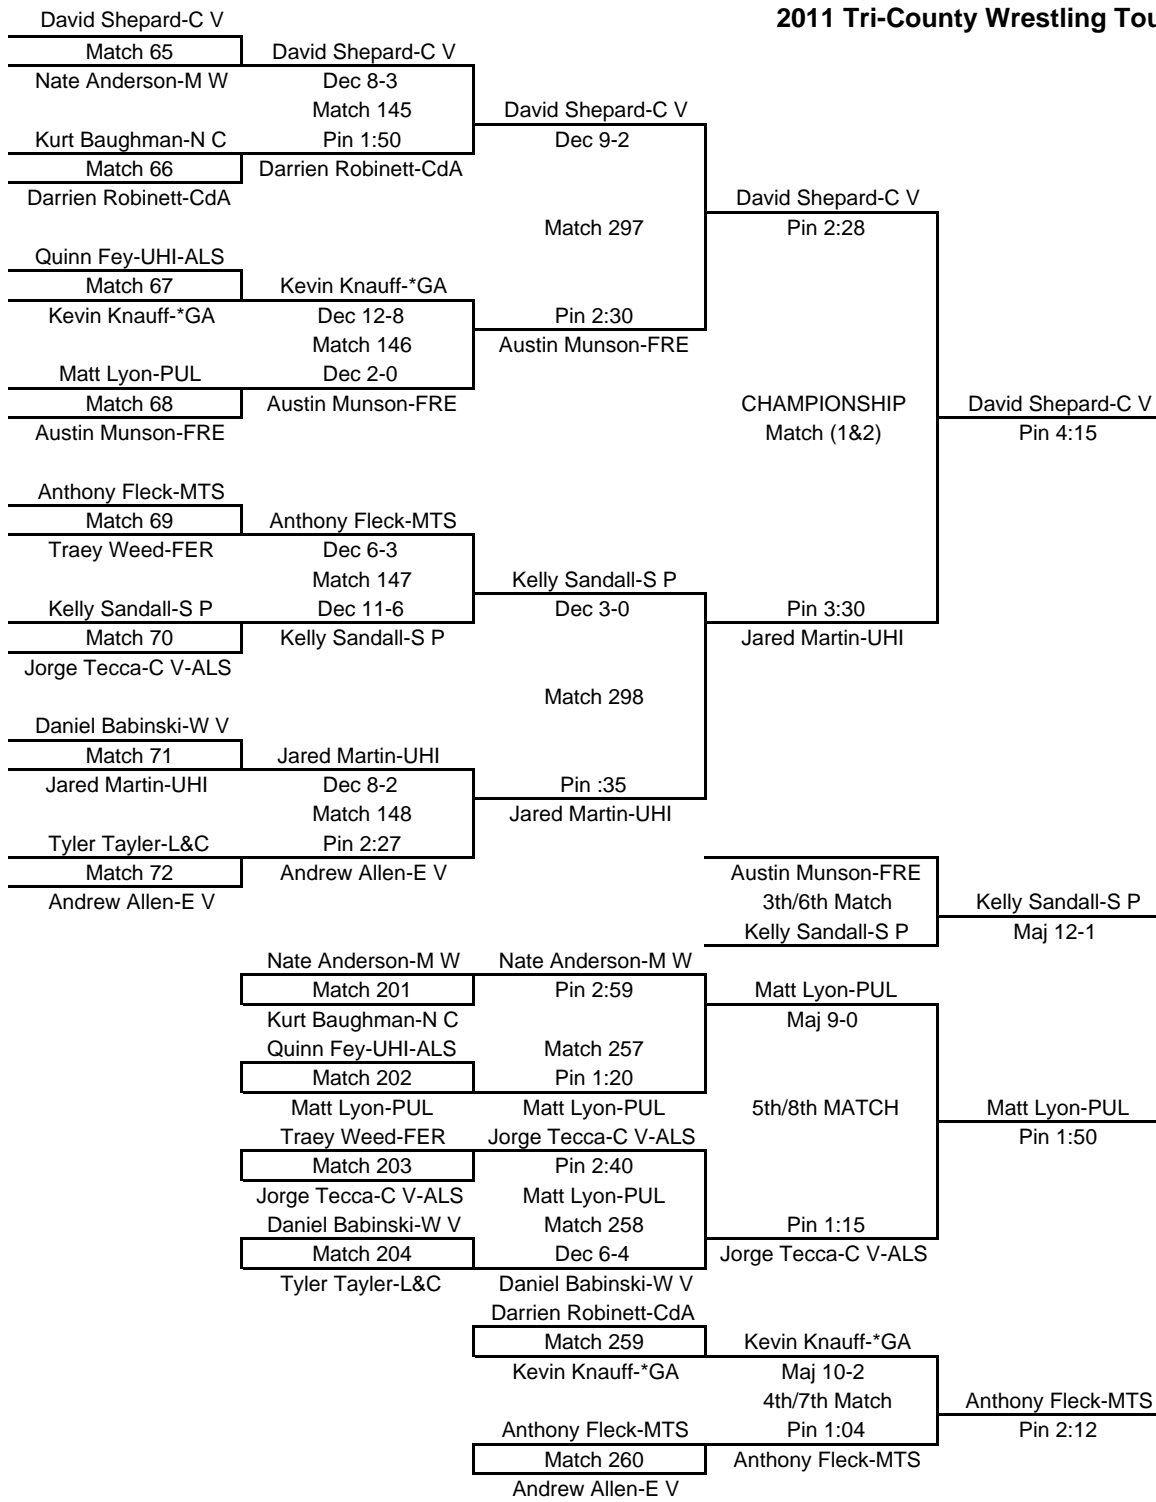 2011 Tri-County Wrestling Tou
David Shepard-C V
Match 65
David Shepard-C V
Nate Anderson-M W
Dec 8-3
Match 145
David Shepard-C V
Kurt Baughman-N C
Pin 1:50
Dec 9-2
Match 66
Darrien Robinett-CdA
Darrien Robinett-CdA
David Shepard-C V
Match 297
Pin 2:28
Quinn Fey-UHI-ALS
Match 67
Kevin Knauff-*GA
Kevin Knauff-*GA
Dec 12-8
Pin 2:30
Match 146
Austin Munson-FRE
Matt Lyon-PUL
Dec 2-0
Match 68
Austin Munson-FRE
CHAMPIONSHIP
David Shepard-C V
Austin Munson-FRE
Match (1&2)
Pin 4:15
Anthony Fleck-MTS
Match 69
Anthony Fleck-MTS
Traey Weed-FER
Dec 6-3
Match 147
Kelly Sandall-S P
Kelly Sandall-S P
Dec 11-6
Dec 3-0
Pin 3:30
Match 70
Kelly Sandall-S P
Jared Martin-UHI
Jorge Tecca-C V-ALS
Match 298
Daniel Babinski-W V
Match 71
Jared Martin-UHI
Jared Martin-UHI
Dec 8-2
Pin :35
Match 148
Jared Martin-UHI
Tyler Tayler-L&C
Pin 2:27
Match 72
Andrew Allen-E V
Austin Munson-FRE
Andrew Allen-E V
3th/6th Match
Kelly Sandall-S P
Kelly Sandall-S P
Maj 12-1
Nate Anderson-M W
Nate Anderson-M W
Match 201
Pin 2:59
Matt Lyon-PUL
Kurt Baughman-N C
Maj 9-0
Quinn Fey-UHI-ALS
Match 257
Match 202
Pin 1:20
Matt Lyon-PUL
Matt Lyon-PUL
5th/8th MATCH
Matt Lyon-PUL
Traey Weed-FER
Jorge Tecca-C V-ALS
Pin 1:50
Match 203
Pin 2:40
Jorge Tecca-C V-ALS
Matt Lyon-PUL
Daniel Babinski-W V
Match 258
Pin 1:15
Match 204
Dec 6-4
Jorge Tecca-C V-ALS
Tyler Tayler-L&C
Daniel Babinski-W V
Darrien Robinett-CdA
Match 259
Kevin Knauff-*GA
Kevin Knauff-*GA
Maj 10-2
4th/7th Match
Anthony Fleck-MTS
Anthony Fleck-MTS
Pin 1:04
Pin 2:12
Match 260
Anthony Fleck-MTS
Andrew Allen-E V